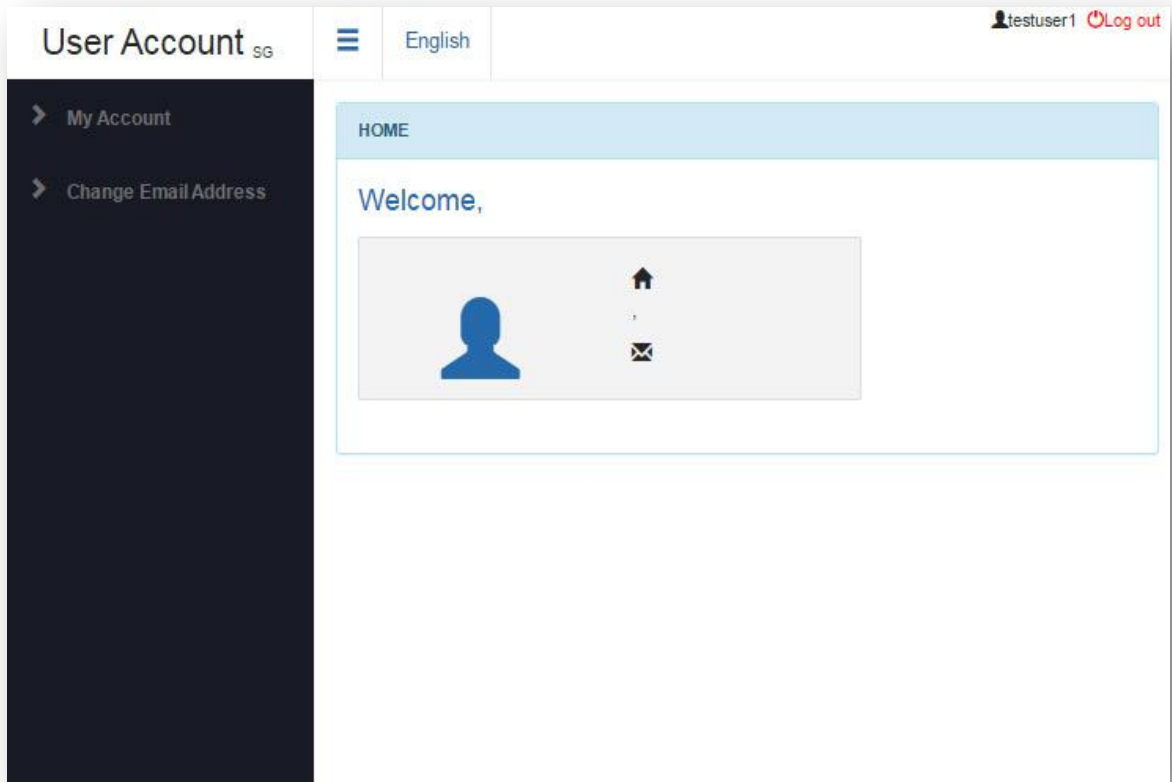 User Account SG
English
testuser1 Log out
My Account
Change Email Address
HOME
Welcome,
,